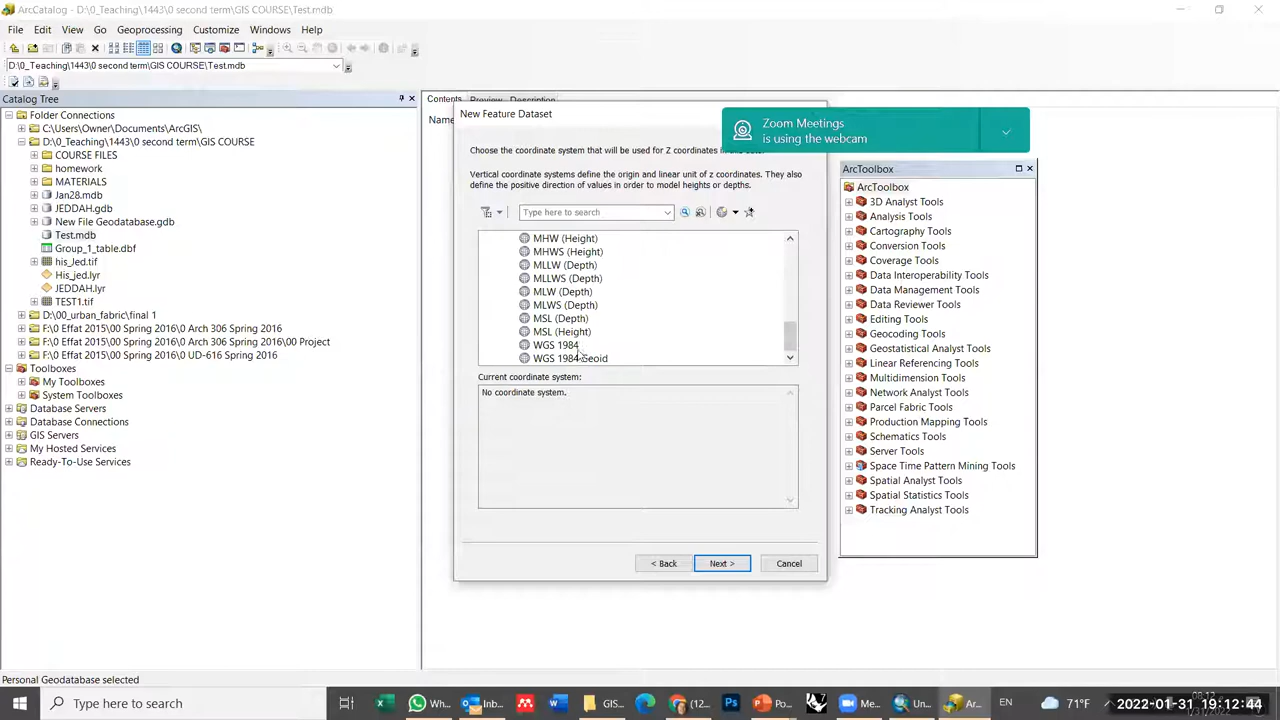 ArcCatalog - D:\0_Teaching\1443\0 second term\GIS COURSE\Test.mdb
File Edit View Go Geoprocessing Customize Windows Help
D:\0_Teaching\1443\0 second term\GIS COURSE\Test.mdb
Catalog Tree
Folder Connections
C:\Users\Owner\Documents\ArcGIS\
D:\0_Teaching\1443\0 second term\GIS COURSE
COURSE FILES
homework
MATERIALS
Jan28.mdb
JEDDAH.gdb
New File Geodatabase.gdb
Test.mdb
Group_1_table.dbf
his_Jed.tif
His_jed.lyr
JEDDAH.lyr
TEST1.tif
D:\00_urban_fabric\final 1
F:\0 Effat 2015\00 Spring 2016\0 Arch 306 Spring 2016
F:\0 Effat 2015\00 Spring 2016\0 Arch 306 Spring 2016\00 Project
F:\0 Effat 2015\00 Spring 2016\0 UD-616 Spring 2016
Toolboxes
My Toolboxes
System Toolboxes
Database Servers
Database Connections
GIS Servers
My Hosted Services
Ready-To-Use Services
Contents Preview Description
New Feature Dataset
Choose the coordinate system that will be used for Z coordinates in this
Vertical coordinate systems define the origin and linear unit of z coordinates. They also
define the positive direction of values in order to model heights or depths.
Type here to search
MHW (Height)
MHWS (Height)
MLLW (Depth)
MLLWS (Depth)
MLW (Depth)
MLWS (Depth)
MSL (Depth)
MSL (Height)
WGS 1984
WGS 1984 Geoid
Current coordinate system:
No coordinate system.
< Back Next > Cancel
Zoom Meetings
is using the webcam
ArcToolbox
ArcToolbox
3D Analyst Tools
Analysis Tools
Cartography Tools
Conversion Tools
Coverage Tools
Data Interoperability Tools
Data Management Tools
Data Reviewer Tools
Editing Tools
Geocoding Tools
Geostatistical Analyst Tools
Linear Referencing Tools
Multidimension Tools
Network Analyst Tools
Parcel Fabric Tools
Production Mapping Tools
Schematics Tools
Server Tools
Space Time Pattern Mining Tools
Spatial Analyst Tools
Spatial Statistics Tools
Tracking Analyst Tools
Personal Geodatabase selected
Type here to search
Wh... Inb... GIS... (12... Po... Me... Un... Ar... EN 71°F 2022-01-31 19:12:44